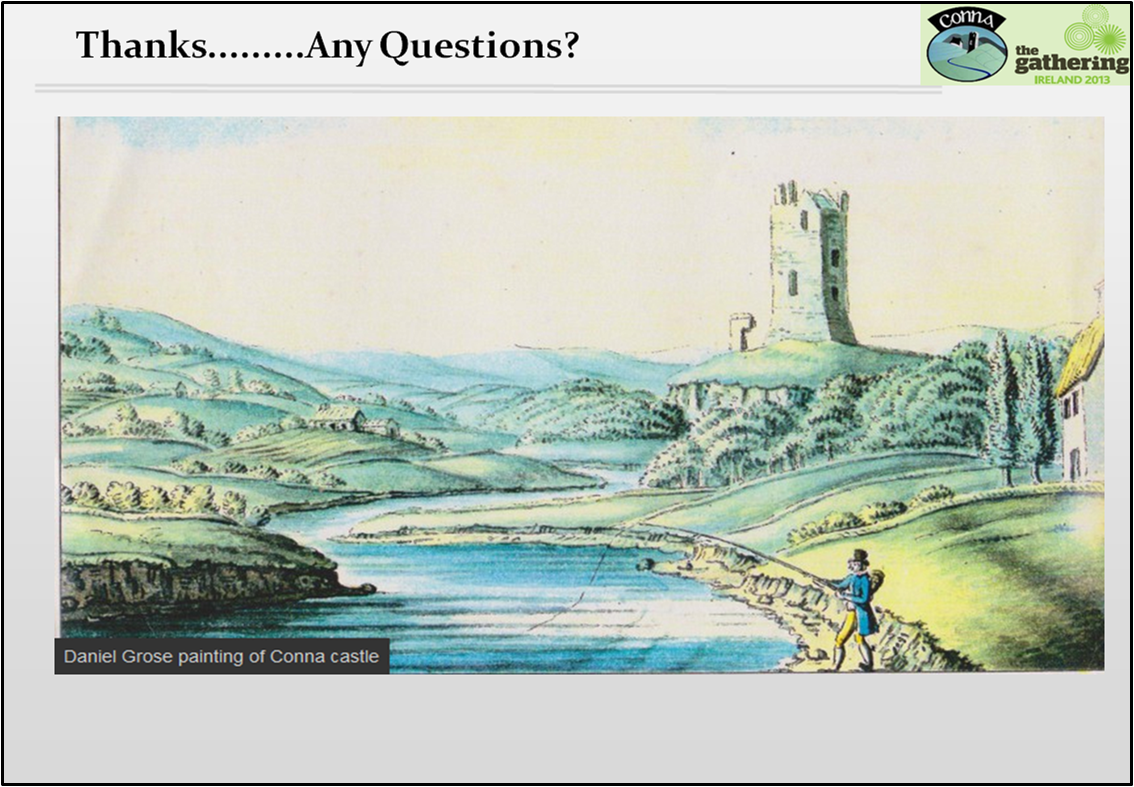 Thanks.........Any Questions?
Conna
the
gathering
IRELAND 2013
Daniel Grose painting of Conna castle